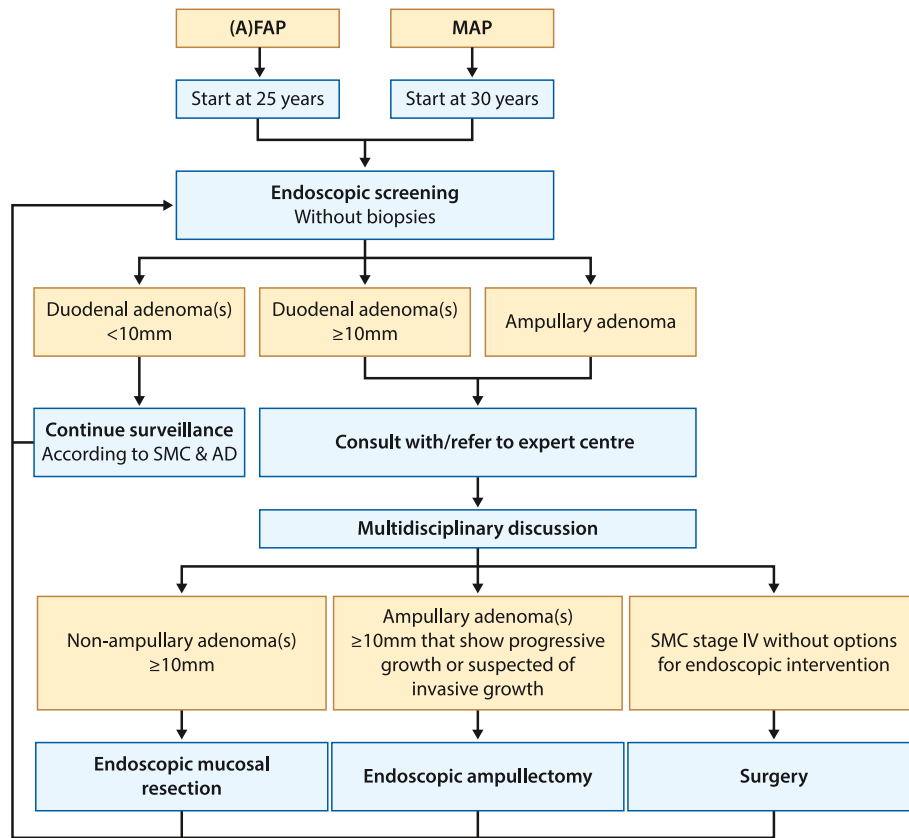 (A)FAP
MAP
Start at 25 years
Start at 30 years
Endoscopic screening
Without biopsies
Duodenal adenoma(s)
<10mm
Duodenal adenoma(s)
≥10mm
Ampullary adenoma
Continue surveillance
According to SMC & AD
Consult with/refer to expert centre
Multidisciplinary discussion
Non-ampullary adenoma(s)
≥10mm
Ampullary adenoma(s)
≥10mm that show progressive
growth or suspected of
invasive growth
SMC stage IV without options
for endoscopic intervention
Endoscopic mucosal
resection
Endoscopic ampullectomy
Surgery